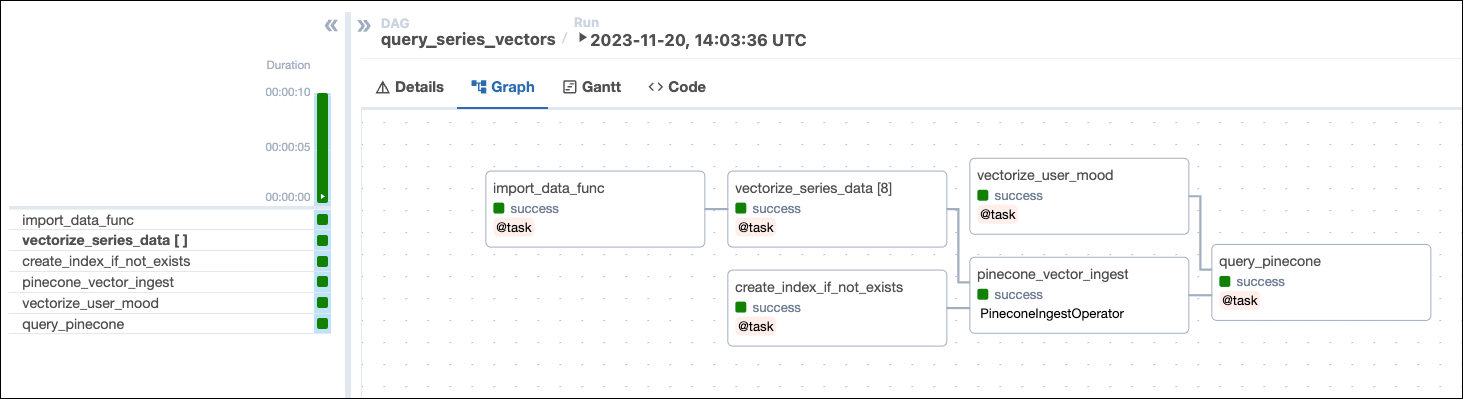 Duration
00:00:10
00:00:05
00:00:00
import_data_func
vectorize_series_data [ ]
create_index_if_not_exists
pinecone_vector_ingest
vectorize_user_mood
query_pinecone
DAG
query_series_vectors /
Run
2023-11-20, 14:03:36 UTC
Details
Graph
Gantt
Code
import_data_func
success
@task
vectorize_series_data [8]
success
@task
create_index_if_not_exists
success
@task
vectorize_user_mood
success
@task
pinecone_vector_ingest
success
PineconeIngestOperator
query_pinecone
success
@task